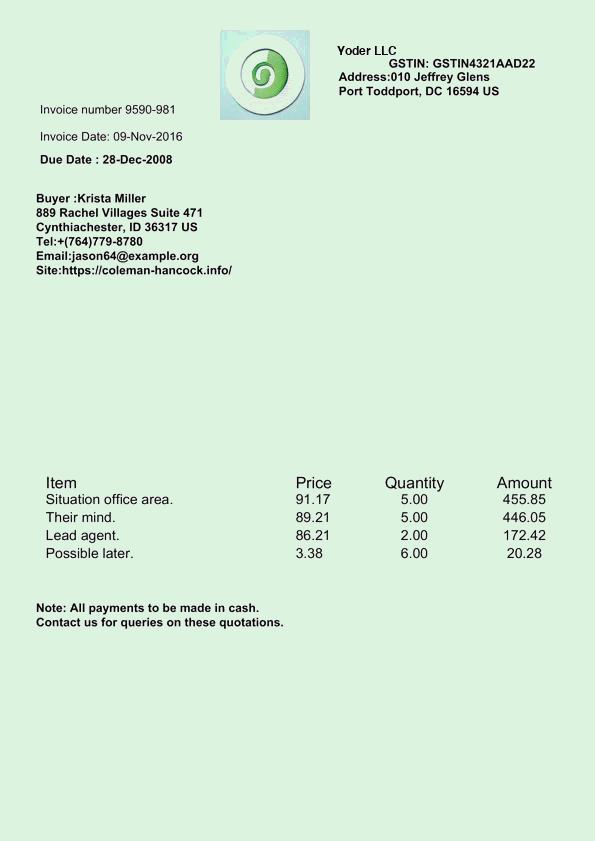 Yoder LLC
GSTIN: GSTIN4321AAD22
Address:010 Jeffrey Glens
Port Toddport, DC 16594 US
Invoice number 9590-981
Invoice Date: 09-Nov-2016
Due Date : 28-Dec-2008
Buyer :Krista Miller
889 Rachel Villages Suite 471
Cynthiachester, ID 36317 US
Tel:+(764)779-8780
Email:jason64@example.org
Site:https://coleman-hancock.info/
Item Price Quantity Amount
Situation office area. 91.17 5.00 455.85
Their mind. 89.21 5.00 446.05
Lead agent. 86.21 2.00 172.42
Possible later. 3.38 6.00 20.28
Note: All payments to be made in cash.
Contact us for queries on these quotations.